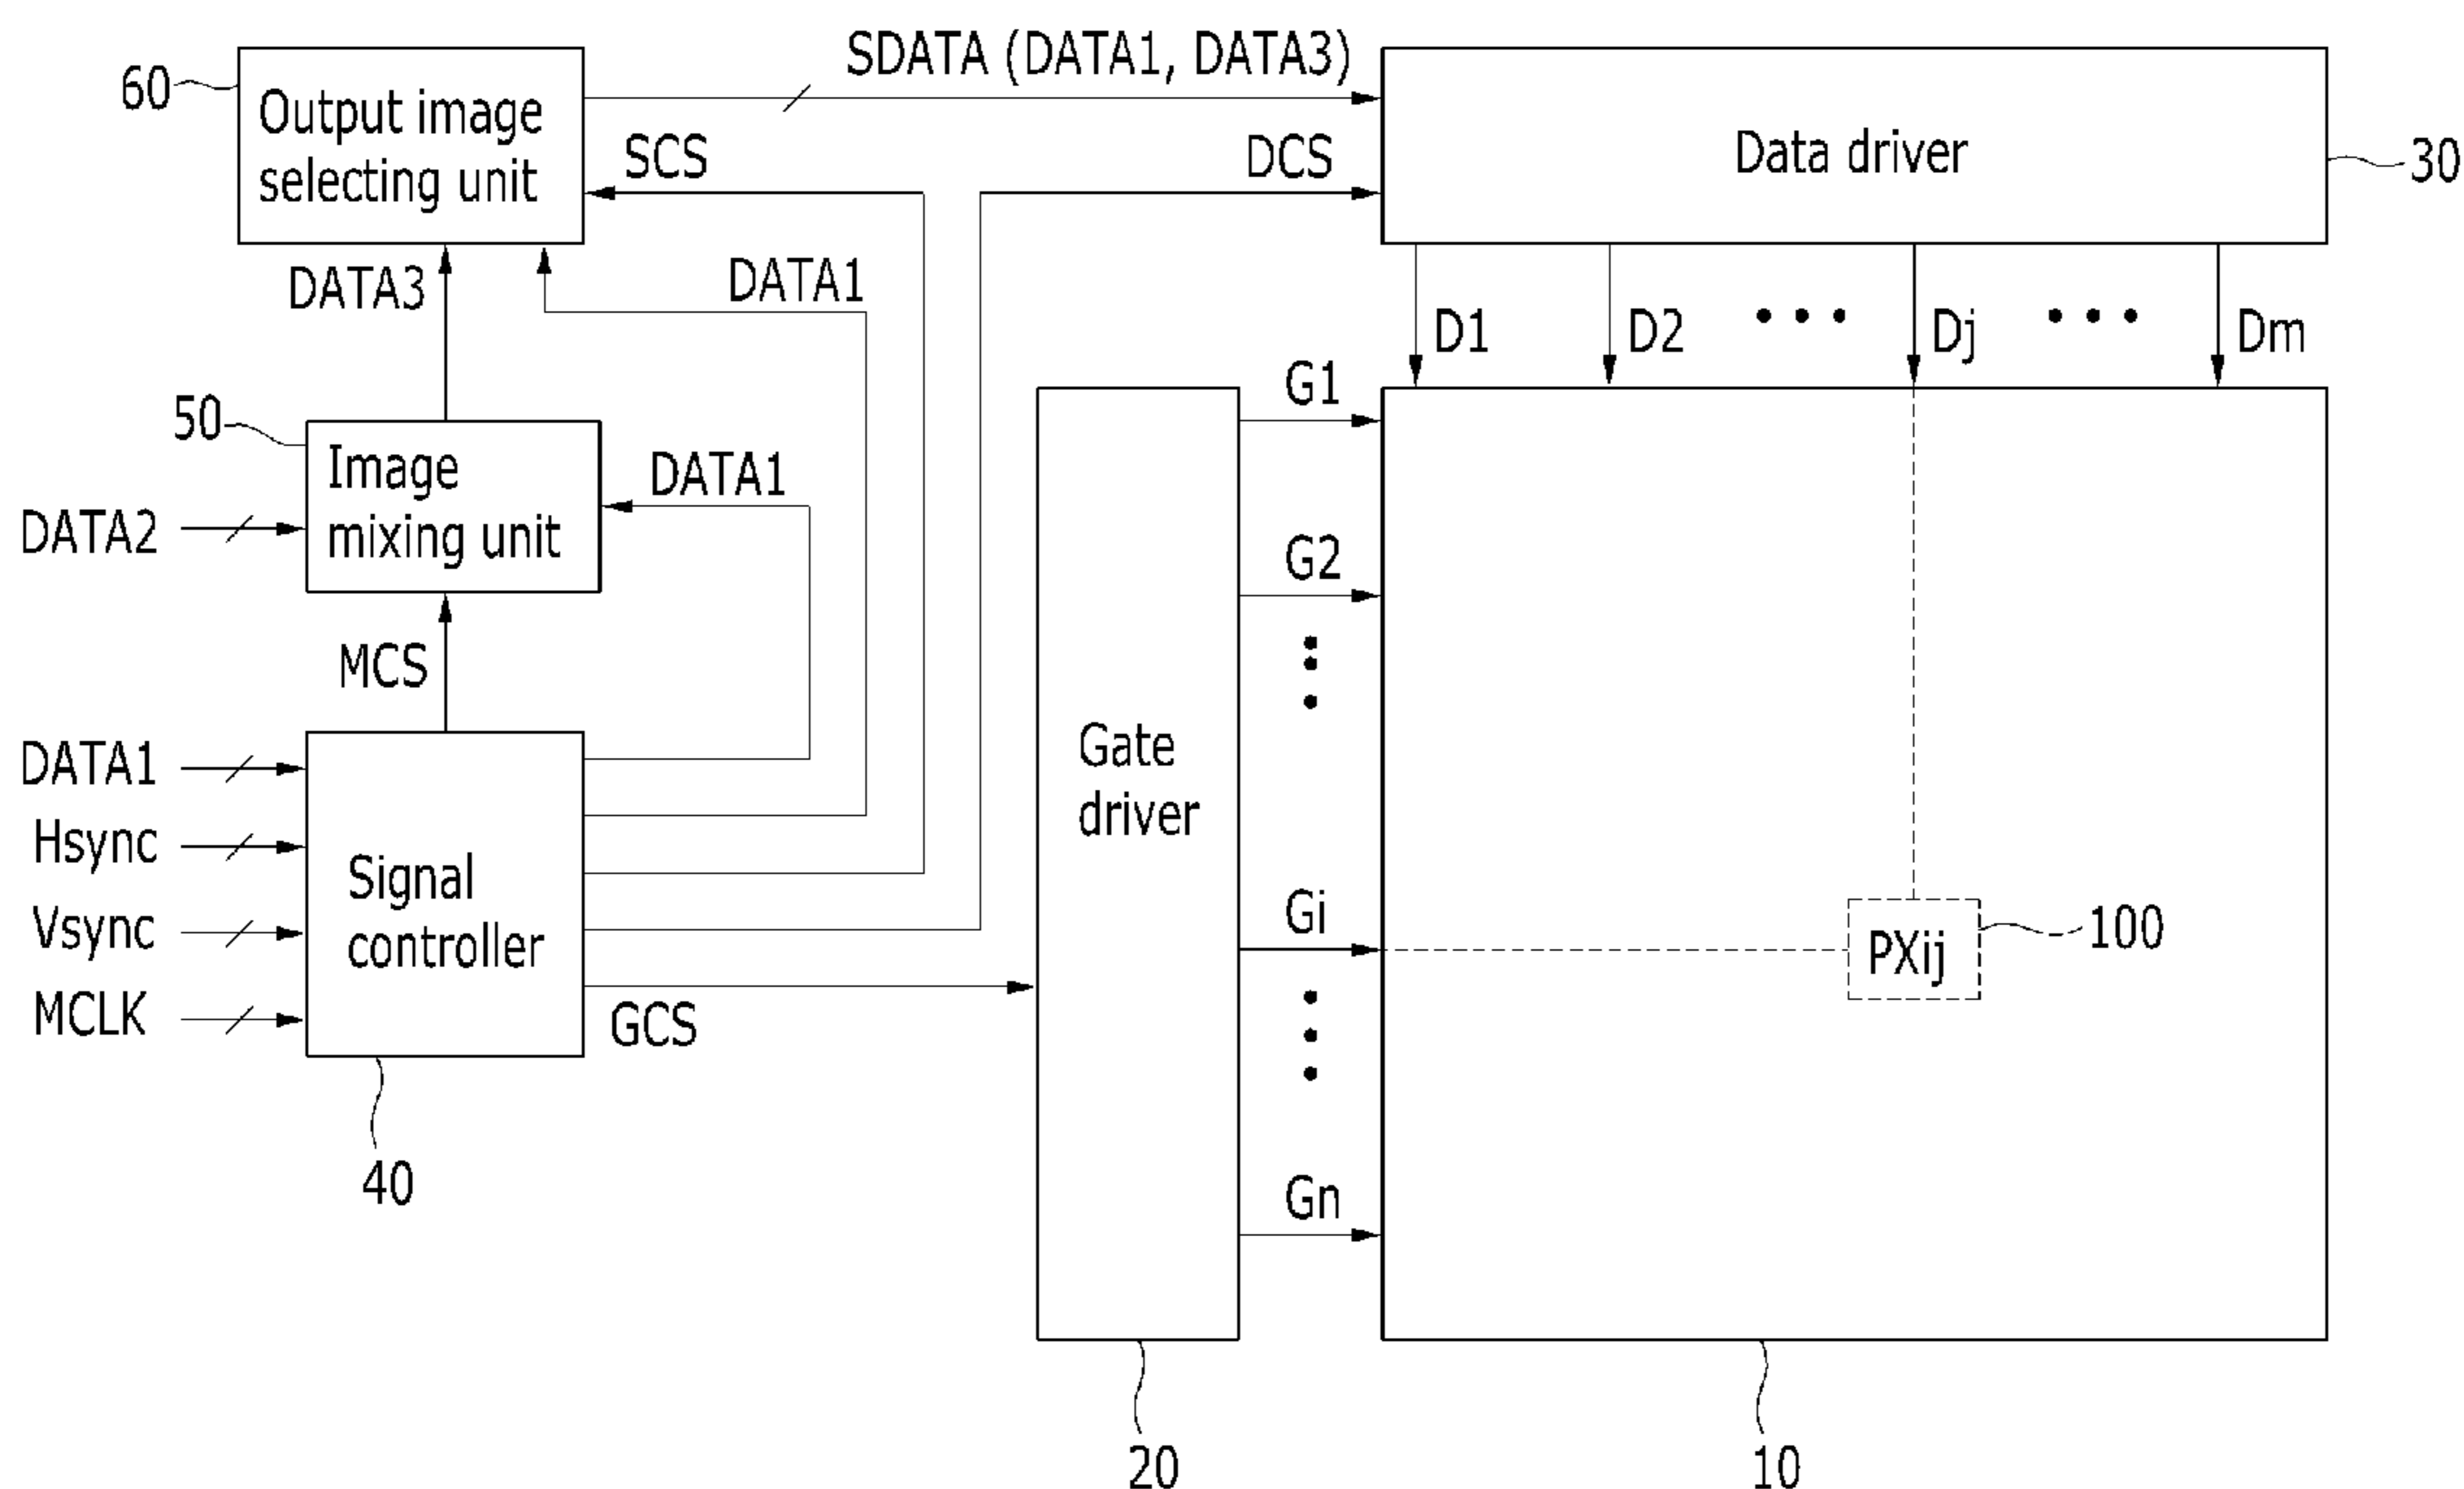 SDATA (DATA1, DATA3)
60
Output image
selecting unit
SCS
DCS
Data driver
30
DATA3
DATA1
D1
D2
Dj
Dm
50
Image
mixing unit
DATA1
DATA2
G1
G2
MCS
DATA1
Hsync
Vsync
MCLK
Signal
controller
GCS
Gate
driver
Gi
PXij
100
Gn
40
20
10